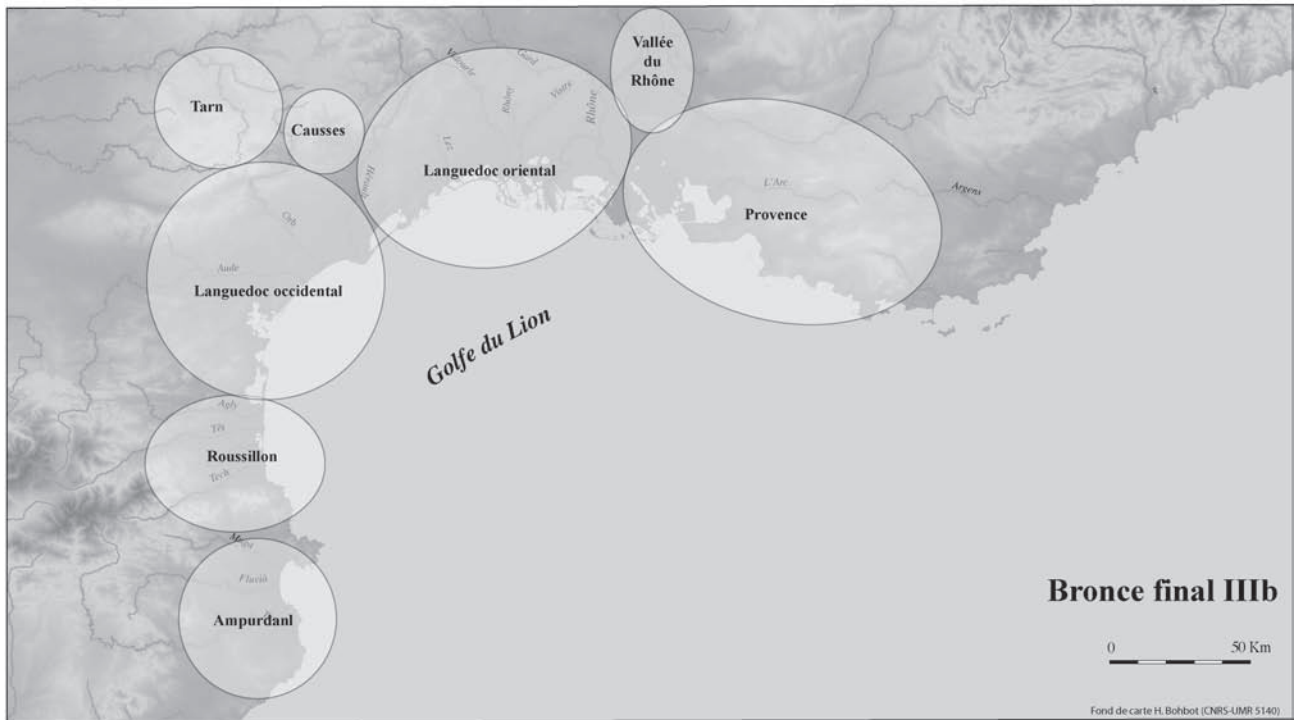 Vallée
du
Rhône
Vidourle
Gard
Tarn
Causses
Rhôny
Vistre
Rhône
Lez
Hérault
Languedoc oriental
L'Arc
Argens
Provence
Orb
Aude
Languedoc occidental
Golfe du Lion
Agly
Têt
Roussillon
Tech
Muga
Fluvià
Ampurdanl
Bronce final IIIb
0 50 Km
Fond de carte H. Bohbot (CNRS-UMR 5140)